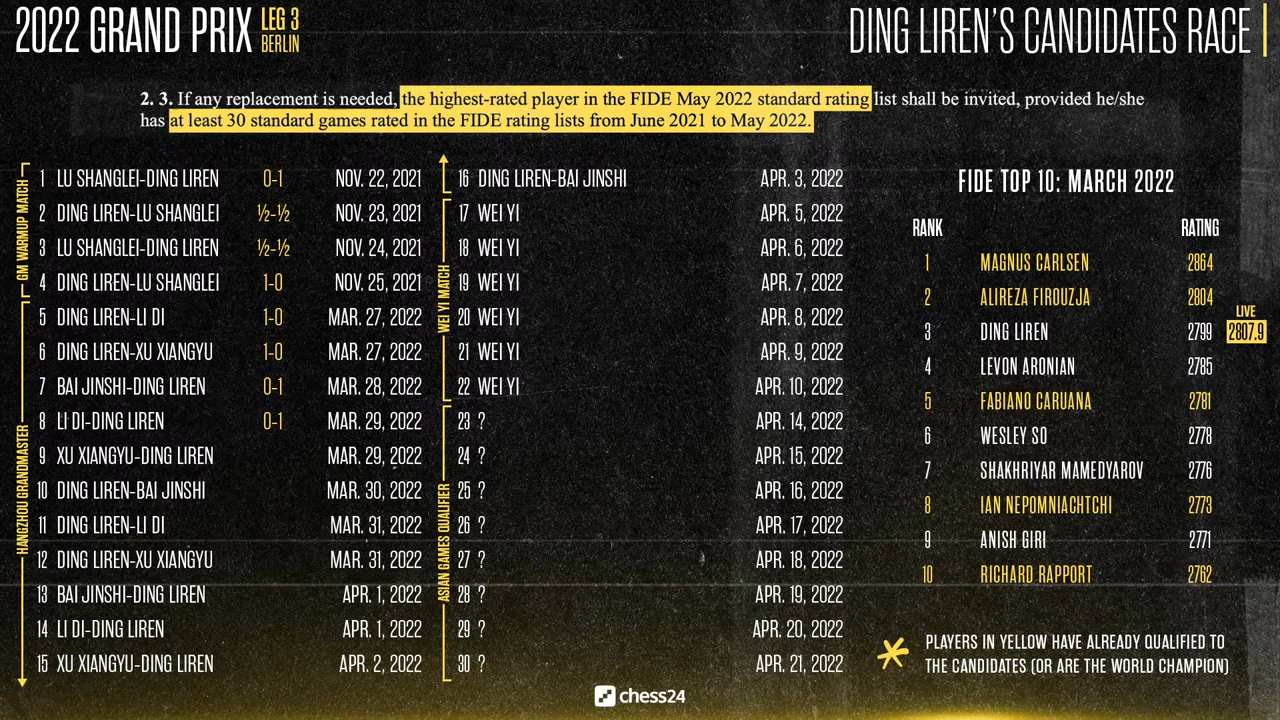 2022 GRAND PRIX LEG 3 BERLIN
DING LIREN'S CANDIDATES RACE
2. 3. If any replacement is needed, the highest-rated player in the FIDE May 2022 standard rating list shall be invited, provided he/she
has at least 30 standard games rated in the FIDE rating lists from June 2021 to May 2022.
GM WARMUP MATCH
1 LU SHANGLEI-DING LIREN 0-1 NOV. 22, 2021
2 DING LIREN-LU SHANGLEI ½-½ NOV. 23, 2021
3 LU SHANGLEI-DING LIREN ½-½ NOV. 24, 2021
4 DING LIREN-LU SHANGLEI 1-0 NOV. 25, 2021
HANGZHOU GRANDMASTER
5 DING LIREN-LI DI 1-0 MAR. 27, 2022
6 DING LIREN-XU XIANGYU 1-0 MAR. 27, 2022
7 BAI JINSHI-DING LIREN 0-1 MAR. 28, 2022
8 LI DI-DING LIREN 0-1 MAR. 29, 2022
9 XU XIANGYU-DING LIREN MAR. 29, 2022
10 DING LIREN-BAI JINSHI MAR. 30, 2022
11 DING LIREN-LI DI MAR. 31, 2022
12 DING LIREN-XU XIANGYU MAR. 31, 2022
13 BAI JINSHI-DING LIREN APR. 1, 2022
14 LI DI-DING LIREN APR. 1, 2022
15 XU XIANGYU-DING LIREN APR. 2, 2022
16 DING LIREN-BAI JINSHI APR. 3, 2022
WEI YI MATCH
17 WEI YI APR. 5, 2022
18 WEI YI APR. 6, 2022
19 WEI YI APR. 7, 2022
20 WEI YI APR. 8, 2022
21 WEI YI APR. 9, 2022
22 WEI YI APR. 10, 2022
ASIAN GAMES QUALIFIER
23 ? APR. 14, 2022
24 ? APR. 15, 2022
25 ? APR. 16, 2022
26 ? APR. 17, 2022
27 ? APR. 18, 2022
28 ? APR. 19, 2022
29 ? APR. 20, 2022
30 ? APR. 21, 2022
FIDE TOP 10: MARCH 2022
RANK RATING
1 MAGNUS CARLSEN 2864
2 ALIREZA FIROUZJA 2804
LIVE
3 DING LIREN 2799 2807.9
4 LEVON ARONIAN 2785
5 FABIANO CARUANA 2781
6 WESLEY SO 2778
7 SHAKHRIYAR MAMEDYAROV 2776
8 IAN NEPOMNIACHTCHI 2773
9 ANISH GIRI 2771
10 RICHARD RAPPORT 2762
* PLAYERS IN YELLOW HAVE ALREADY QUALIFIED TO
THE CANDIDATES (OR ARE THE WORLD CHAMPION)
chess24